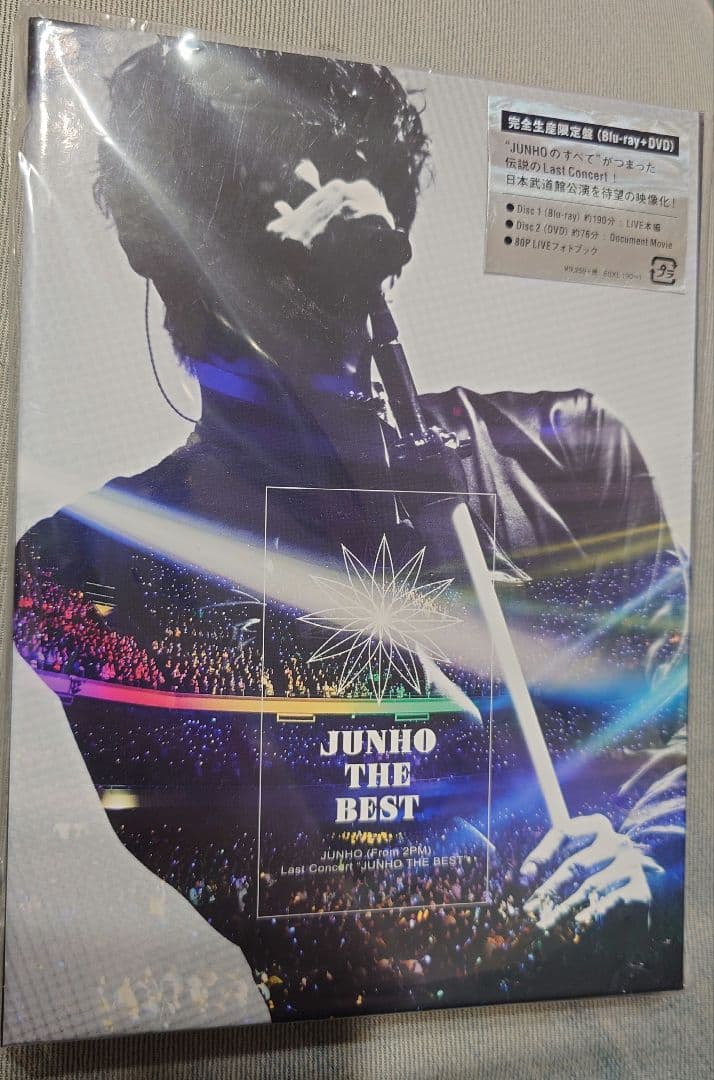 完全生産限定盤 (Blu-ray+DVD)
"JUNHOのすべて"がつまった
伝説のLast Concert！
日本武道館公演を待望の映像化！
● Disc 1 (Blu-ray) 約190分：LIVE本編
● Disc 2 (DVD) 約76分：Document Movie
● 80P LIVEフォトブック
JUNHO
THE
BEST
JUNHO (From 2PM)
Last Concert "JUNHO THE BEST"